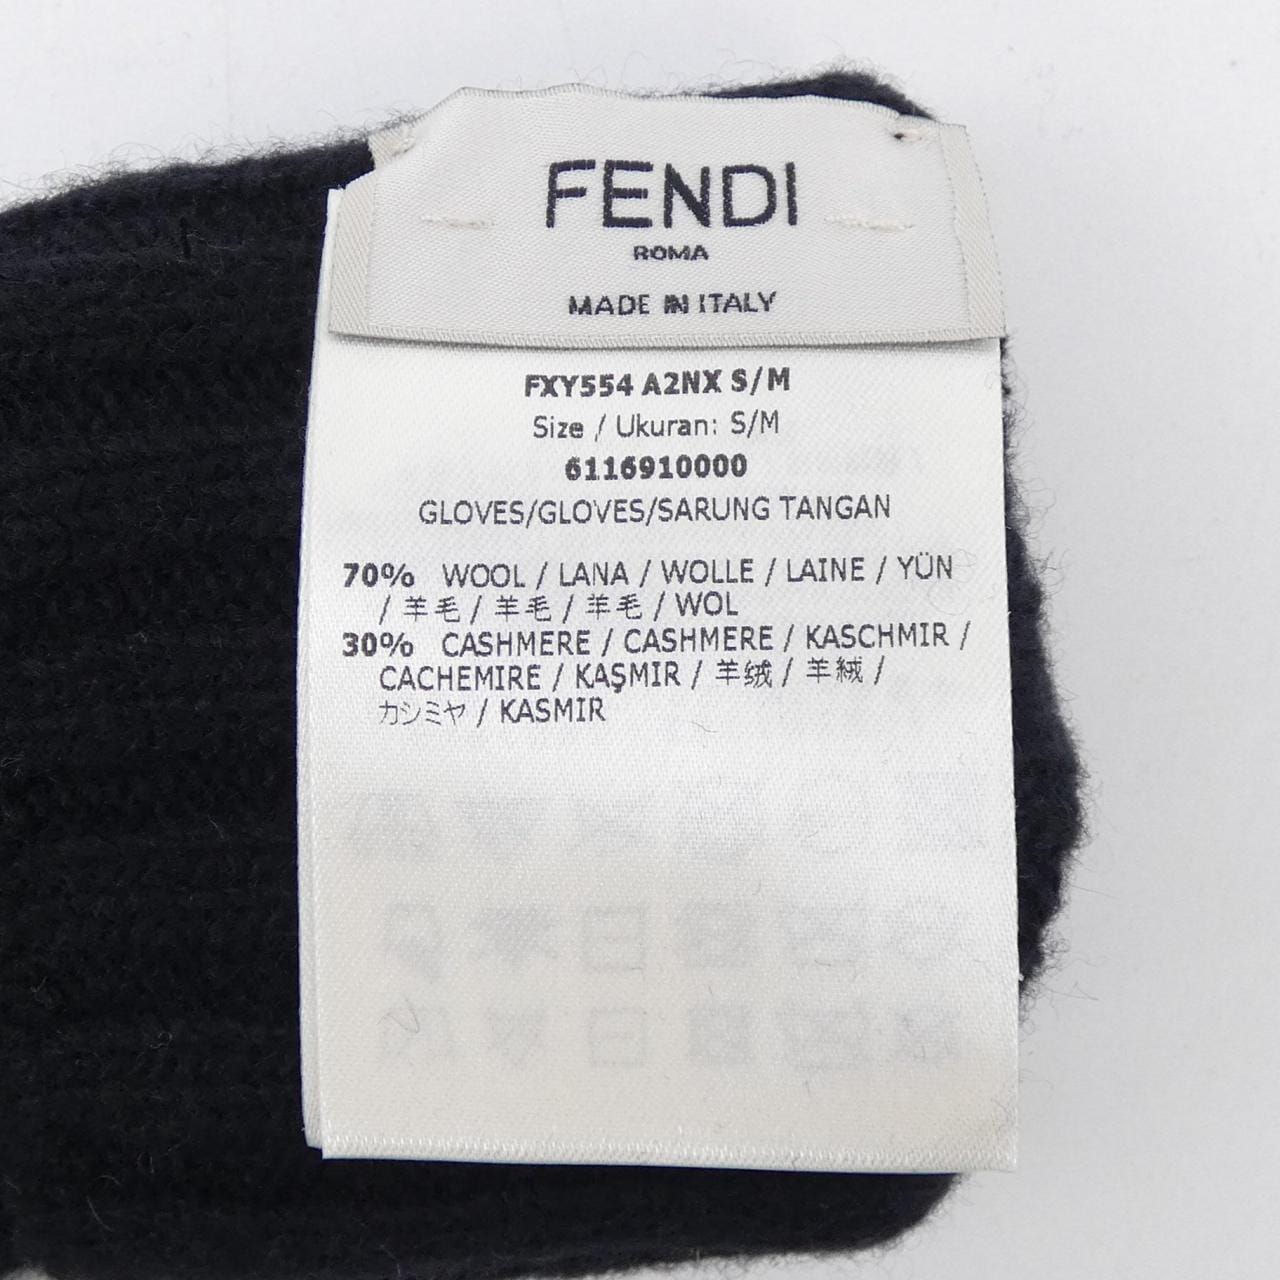 FENDI
ROMA
MADE IN ITALY
FXY554 A2NX S/M
Size / Ukuran: S/M
6116910000
GLOVES/GLOVES/SARUNG TANGAN
70% WOOL / LANA / WOLLE / LAINE / YÜN
/ 羊毛 / 羊毛 / 羊毛 / WOL
30% CASHMERE / CASHMERE / KASCHMIR /
CACHEMIRE / KAŞMIR / 羊绒 / 羊絨 /
カシミヤ / KASMIR